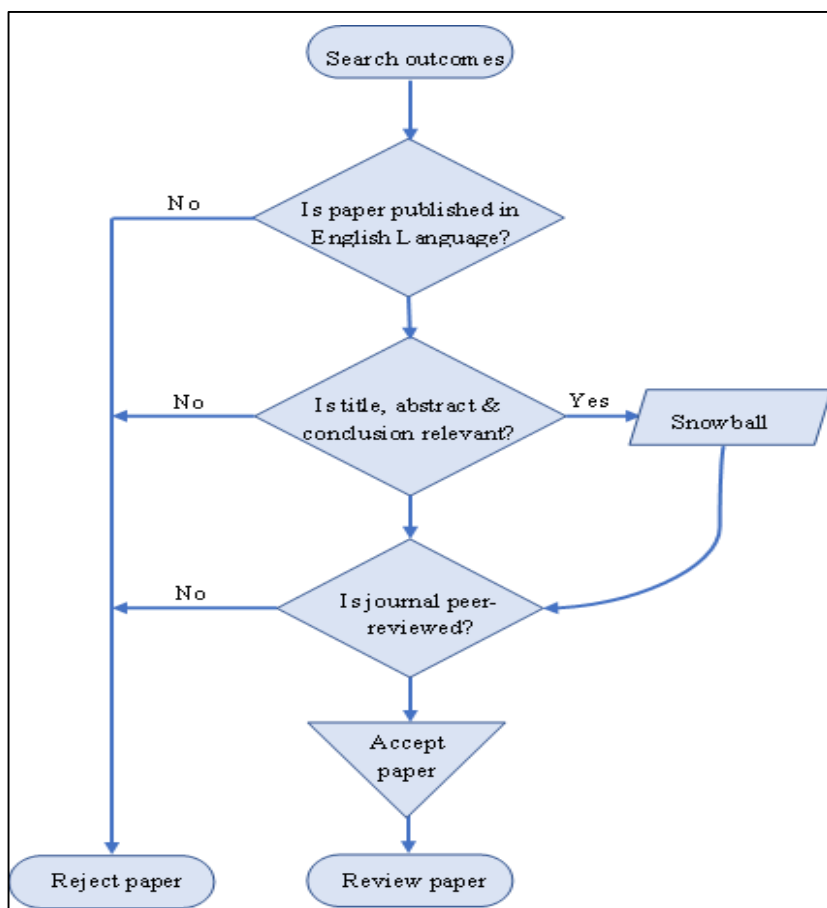 Search outcomes
No
Is paper published in
English Language?
No
Is title, abstract &
conclusion relevant?
Yes
Snowball
No
Is journal peer-
reviewed?
Accept
paper
Reject paper
Review paper